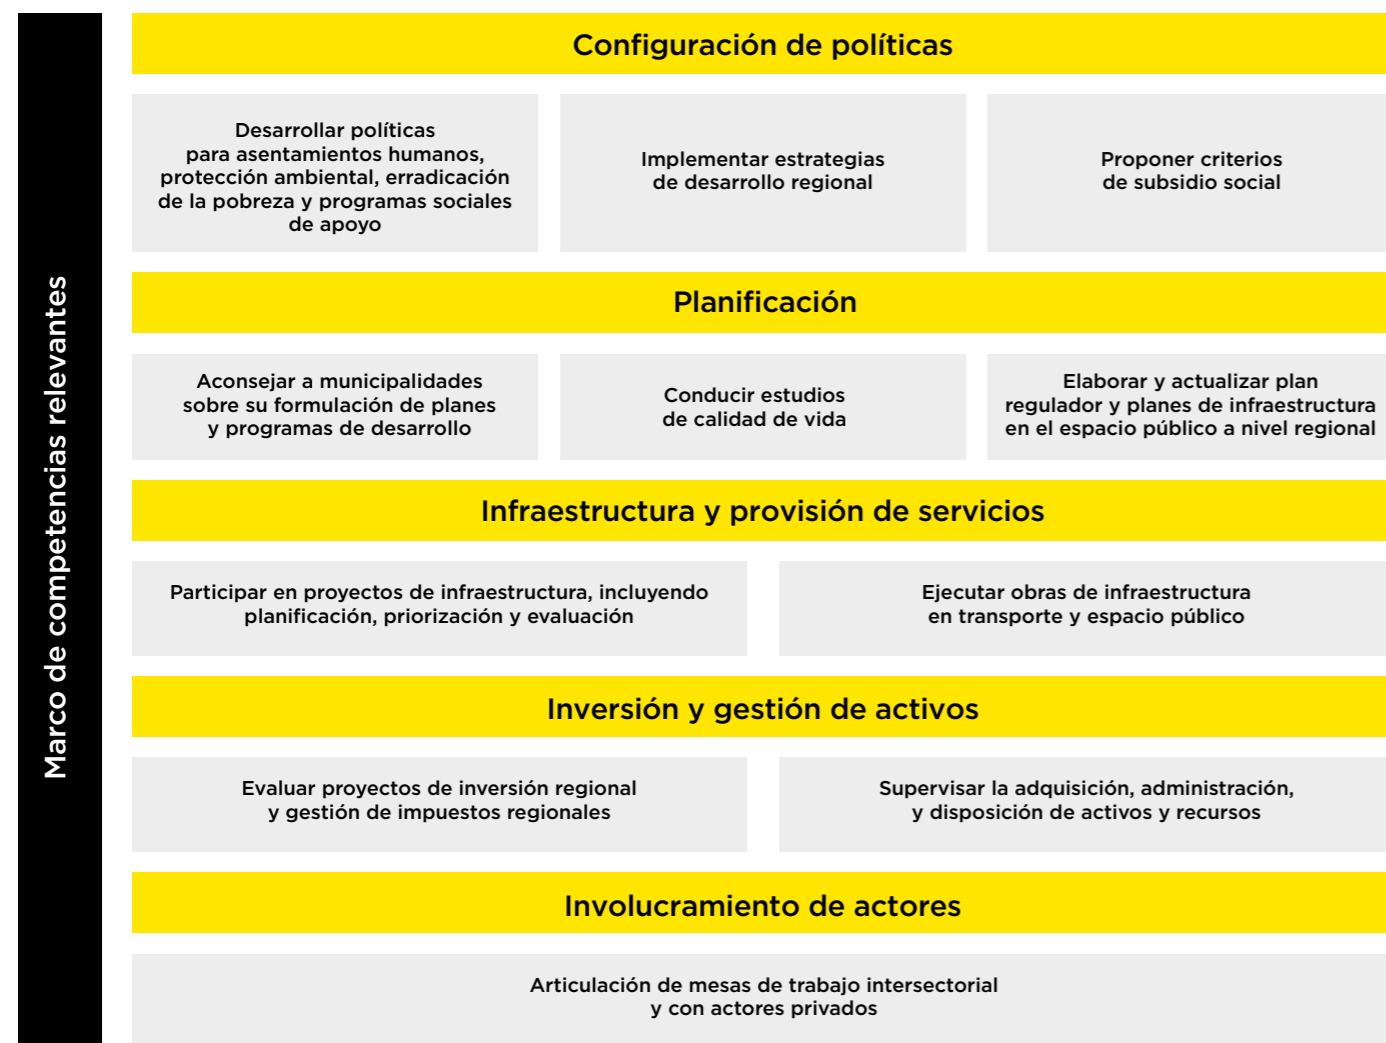 Marco de competencias relevantes
Configuración de políticas
Desarrollar políticas
para asentamientos humanos,
protección ambiental, erradicación
de la pobreza y programas sociales
de apoyo
Implementar estrategias
de desarrollo regional
Proponer criterios
de subsidio social
Planificación
Aconsejar a municipalidades
sobre su formulación de planes
y programas de desarrollo
Conducir estudios
de calidad de vida
Elaborar y actualizar plan
regulador y planes de infraestructura
en el espacio público a nivel regional
Infraestructura y provisión de servicios
Participar en proyectos de infraestructura, incluyendo
planificación, priorización y evaluación
Ejecutar obras de infraestructura
en transporte y espacio público
Inversión y gestión de activos
Evaluar proyectos de inversión regional
y gestión de impuestos regionales
Supervisar la adquisición, administración,
y disposición de activos y recursos
Involucramiento de actores
Articulación de mesas de trabajo intersectorial
y con actores privados